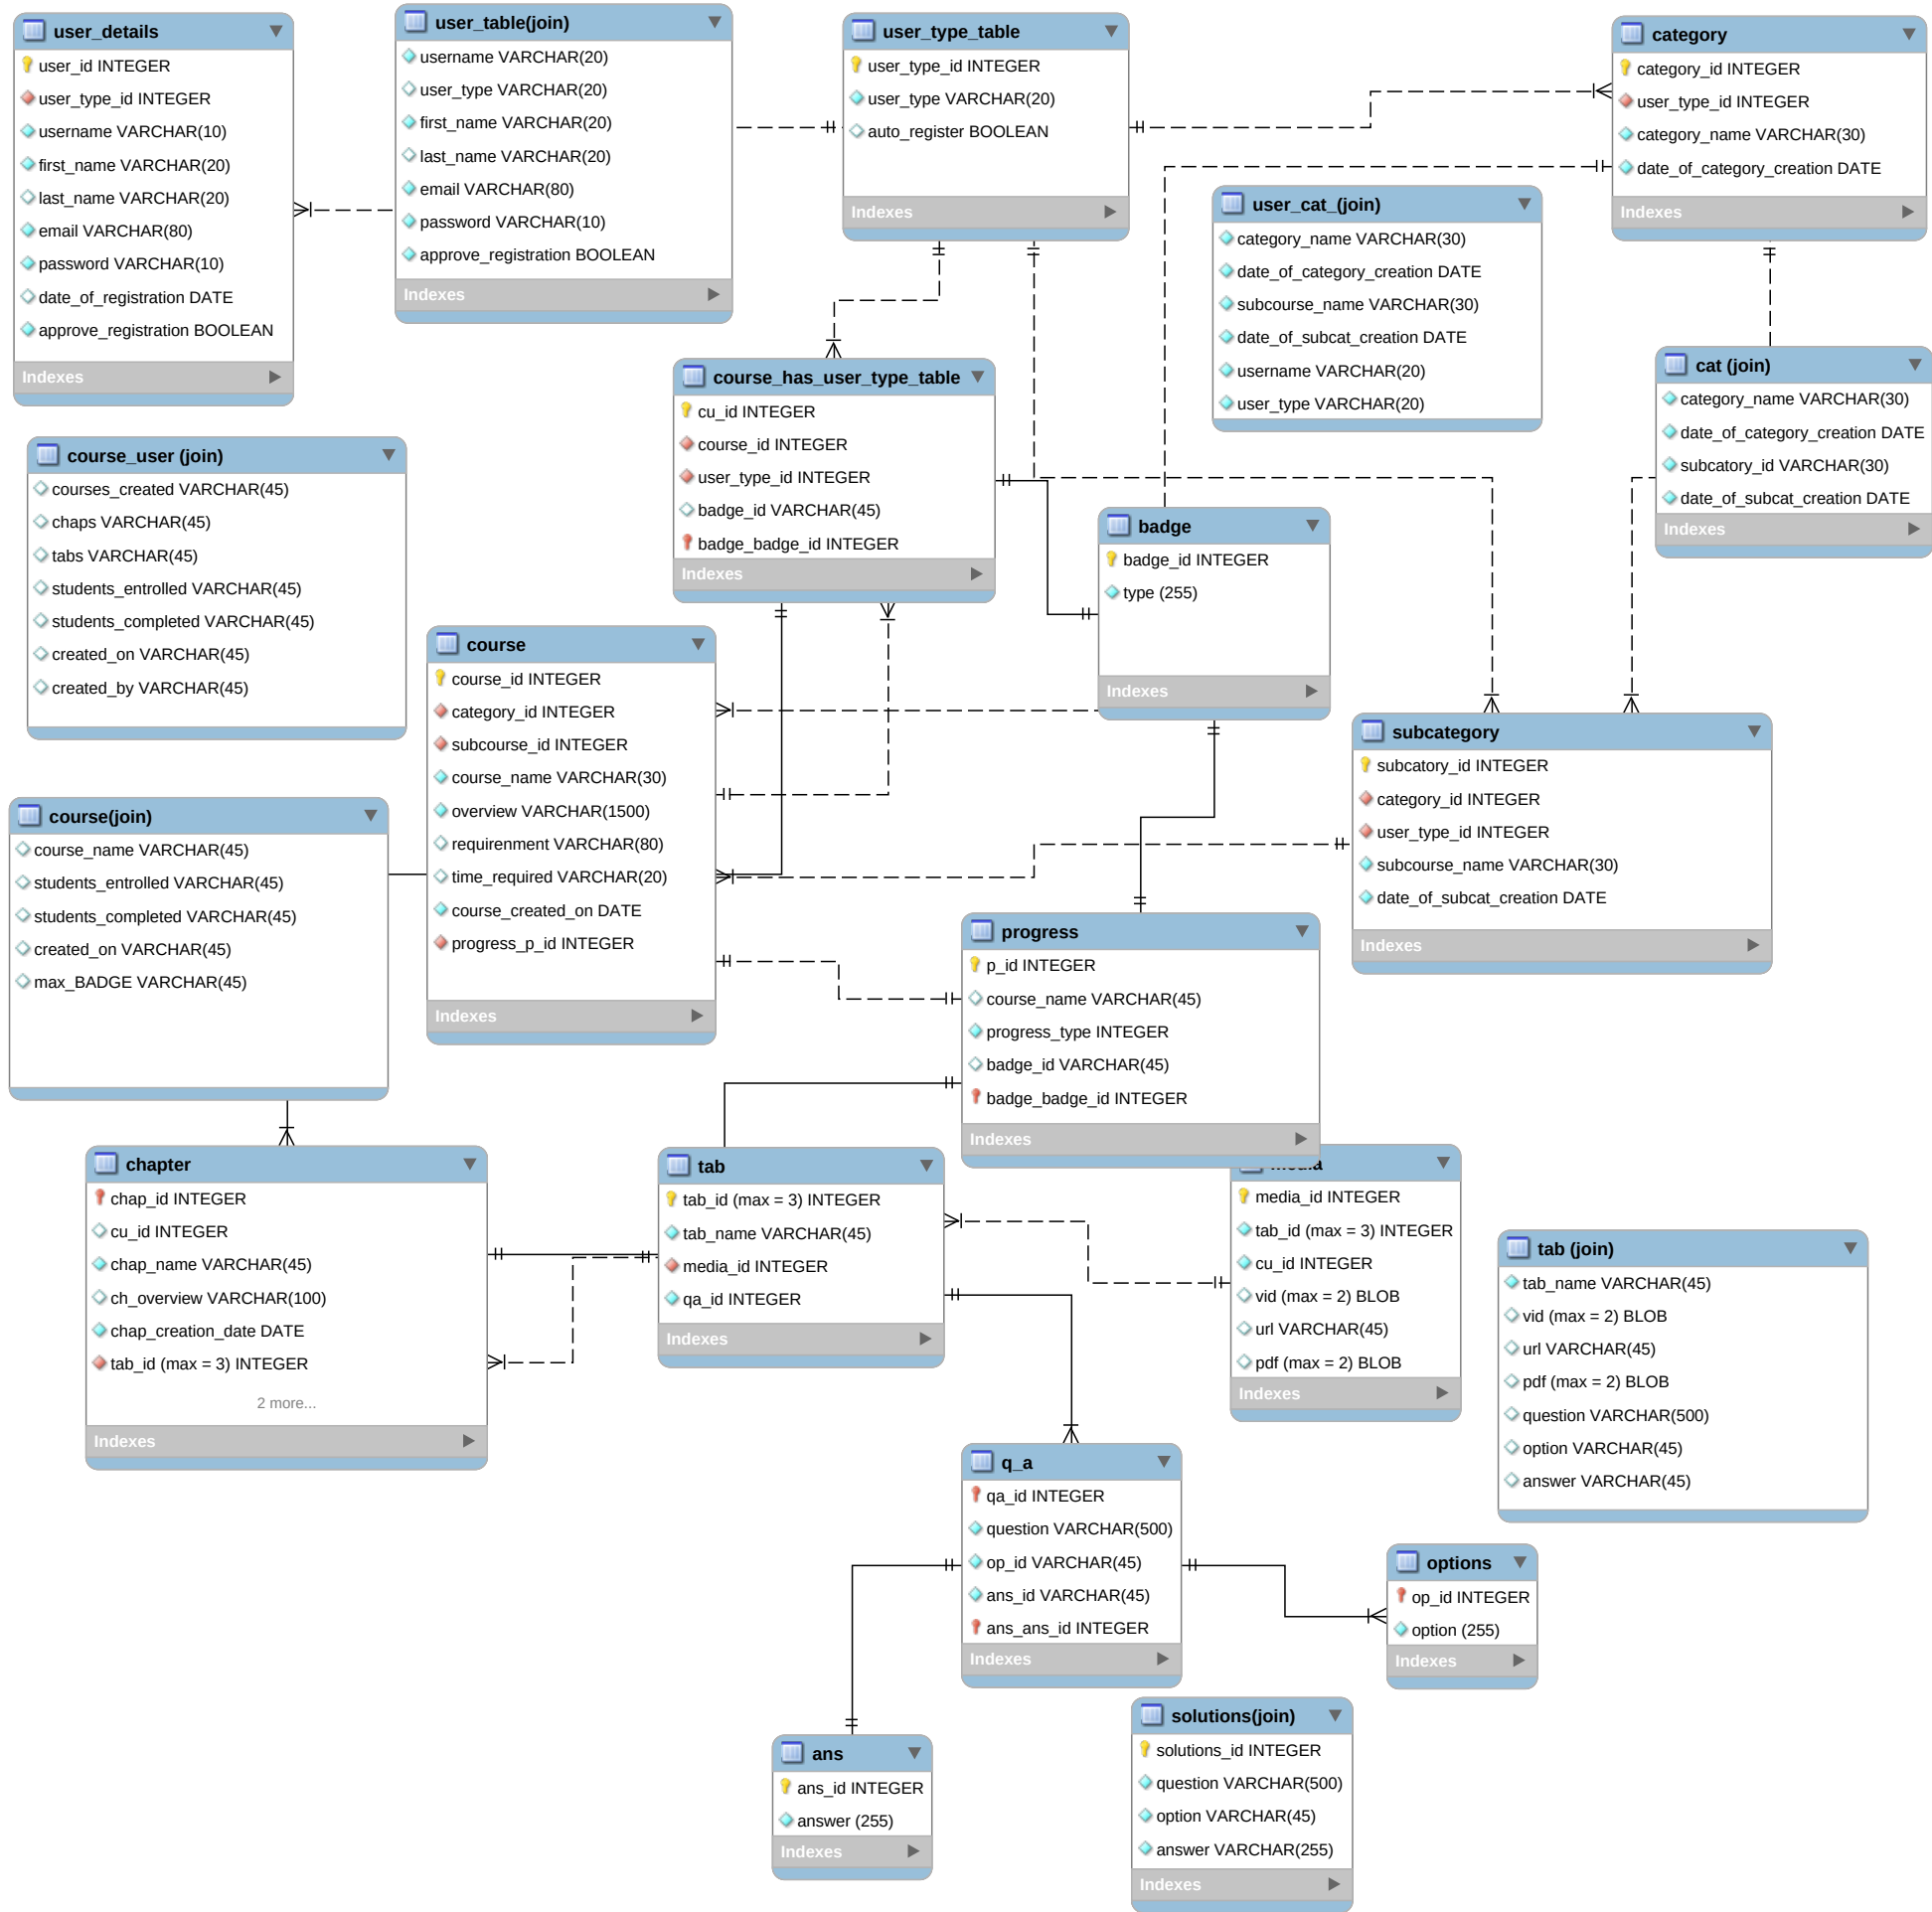 user_details
user_id INTEGER
user_type_id INTEGER
username VARCHAR(10)
first_name VARCHAR(20)
last_name VARCHAR(20)
email VARCHAR(80)
password VARCHAR(10)
date_of_registration DATE
approve_registration BOOLEAN
Indexes
user_table(join)
username VARCHAR(20)
user_type VARCHAR(20)
first_name VARCHAR(20)
last_name VARCHAR(20)
email VARCHAR(80)
password VARCHAR(10)
approve_registration BOOLEAN
Indexes
user_type_table
user_type_id INTEGER
user_type VARCHAR(20)
auto_register BOOLEAN
Indexes
category
category_id INTEGER
user_type_id INTEGER
category_name VARCHAR(30)
date_of_category_creation DATE
Indexes
user_cat_(join)
category_name VARCHAR(30)
date_of_category_creation DATE
subcourse_name VARCHAR(30)
date_of_subcat_creation DATE
username VARCHAR(20)
user_type VARCHAR(20)
cat (join)
category_name VARCHAR(30)
date_of_category_creation DATE
subcatory_id VARCHAR(30)
date_of_subcat_creation DATE
Indexes
course_has_user_type_table
cu_id INTEGER
course_id INTEGER
user_type_id INTEGER
badge_id VARCHAR(45)
badge_badge_id INTEGER
Indexes
course_user (join)
courses_created VARCHAR(45)
chaps VARCHAR(45)
tabs VARCHAR(45)
students_entrolled VARCHAR(45)
students_completed VARCHAR(45)
created_on VARCHAR(45)
created_by VARCHAR(45)
badge
badge_id INTEGER
type (255)
Indexes
course
course_id INTEGER
category_id INTEGER
subcourse_id INTEGER
course_name VARCHAR(30)
overview VARCHAR(1500)
requirenment VARCHAR(80)
time_required VARCHAR(20)
course_created_on DATE
progress_p_id INTEGER
Indexes
subcategory
subcatory_id INTEGER
category_id INTEGER
user_type_id INTEGER
subcourse_name VARCHAR(30)
date_of_subcat_creation DATE
Indexes
course(join)
course_name VARCHAR(45)
students_entrolled VARCHAR(45)
students_completed VARCHAR(45)
created_on VARCHAR(45)
max_BADGE VARCHAR(45)
progress
p_id INTEGER
course_name VARCHAR(45)
progress_type INTEGER
badge_id VARCHAR(45)
badge_badge_id INTEGER
Indexes
chapter
chap_id INTEGER
cu_id INTEGER
chap_name VARCHAR(45)
ch_overview VARCHAR(100)
chap_creation_date DATE
tab_id (max = 3) INTEGER
2 more...
Indexes
tab
tab_id (max = 3) INTEGER
tab_name VARCHAR(45)
media_id INTEGER
qa_id INTEGER
Indexes
media
media_id INTEGER
tab_id (max = 3) INTEGER
cu_id INTEGER
vid (max = 2) BLOB
url VARCHAR(45)
pdf (max = 2) BLOB
Indexes
tab (join)
tab_name VARCHAR(45)
vid (max = 2) BLOB
url VARCHAR(45)
pdf (max = 2) BLOB
question VARCHAR(500)
option VARCHAR(45)
answer VARCHAR(45)
q_a
qa_id INTEGER
question VARCHAR(500)
op_id VARCHAR(45)
ans_id VARCHAR(45)
ans_ans_id INTEGER
Indexes
options
op_id INTEGER
option (255)
Indexes
ans
ans_id INTEGER
answer (255)
Indexes
solutions(join)
solutions_id INTEGER
question VARCHAR(500)
option VARCHAR(45)
answer VARCHAR(255)
Indexes